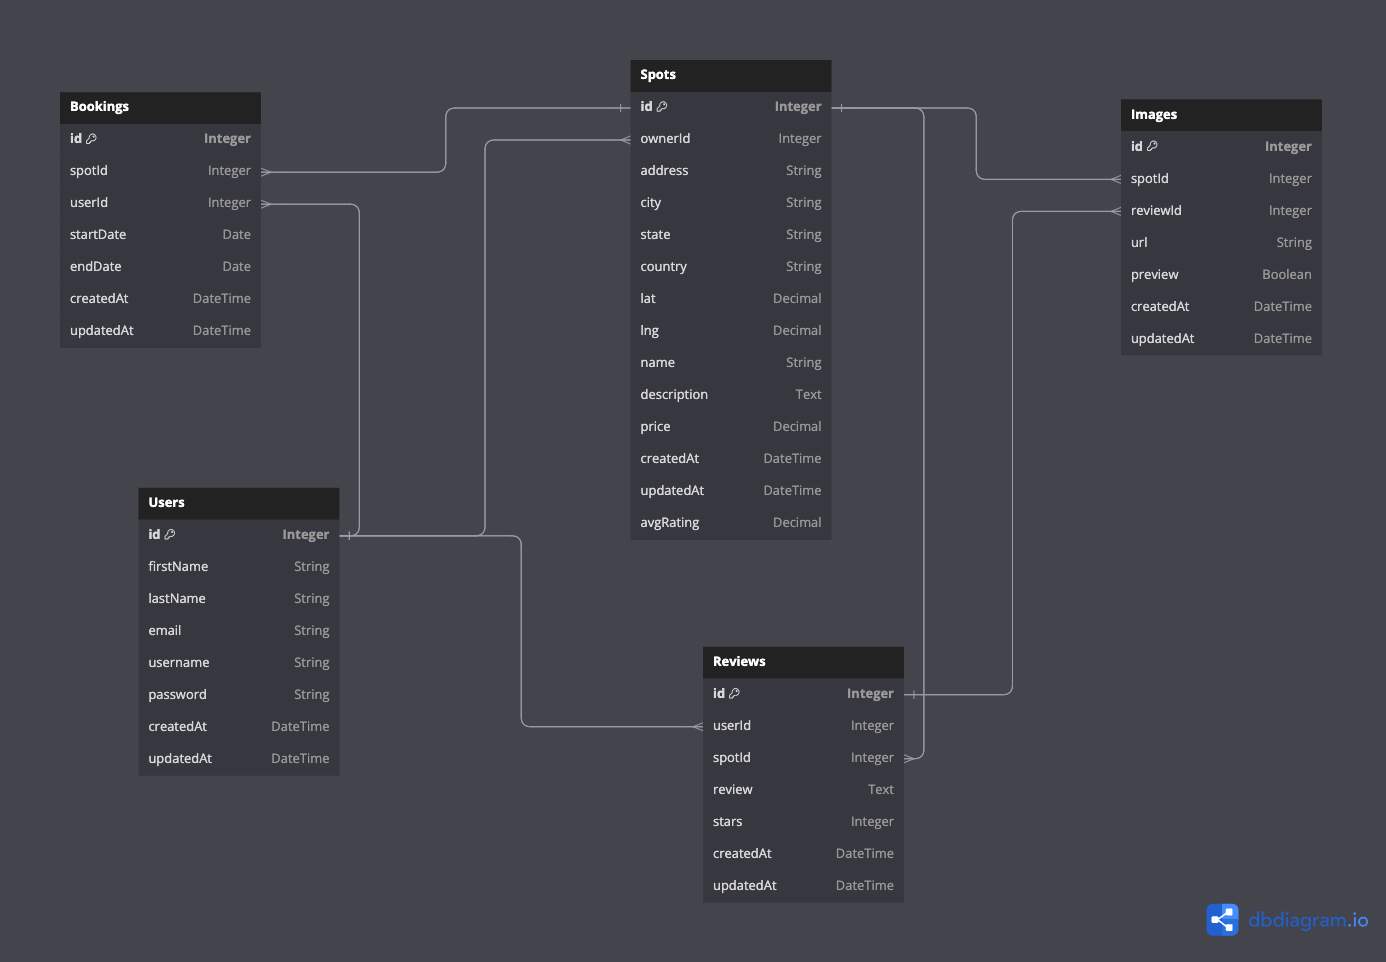 Bookings
id Integer
spotId Integer
userId Integer
startDate Date
endDate Date
createdAt DateTime
updatedAt DateTime
Spots
id Integer
ownerId Integer
address String
city String
state String
country String
lat Decimal
lng Decimal
name String
description Text
price Decimal
createdAt DateTime
updatedAt DateTime
avgRating Decimal
Images
id Integer
spotId Integer
reviewId Integer
url String
preview Boolean
createdAt DateTime
updatedAt DateTime
Users
id Integer
firstName String
lastName String
email String
username String
password String
createdAt DateTime
updatedAt DateTime
Reviews
id Integer
userId Integer
spotId Integer
review Text
stars Integer
createdAt DateTime
updatedAt DateTime
dbdiagram.io